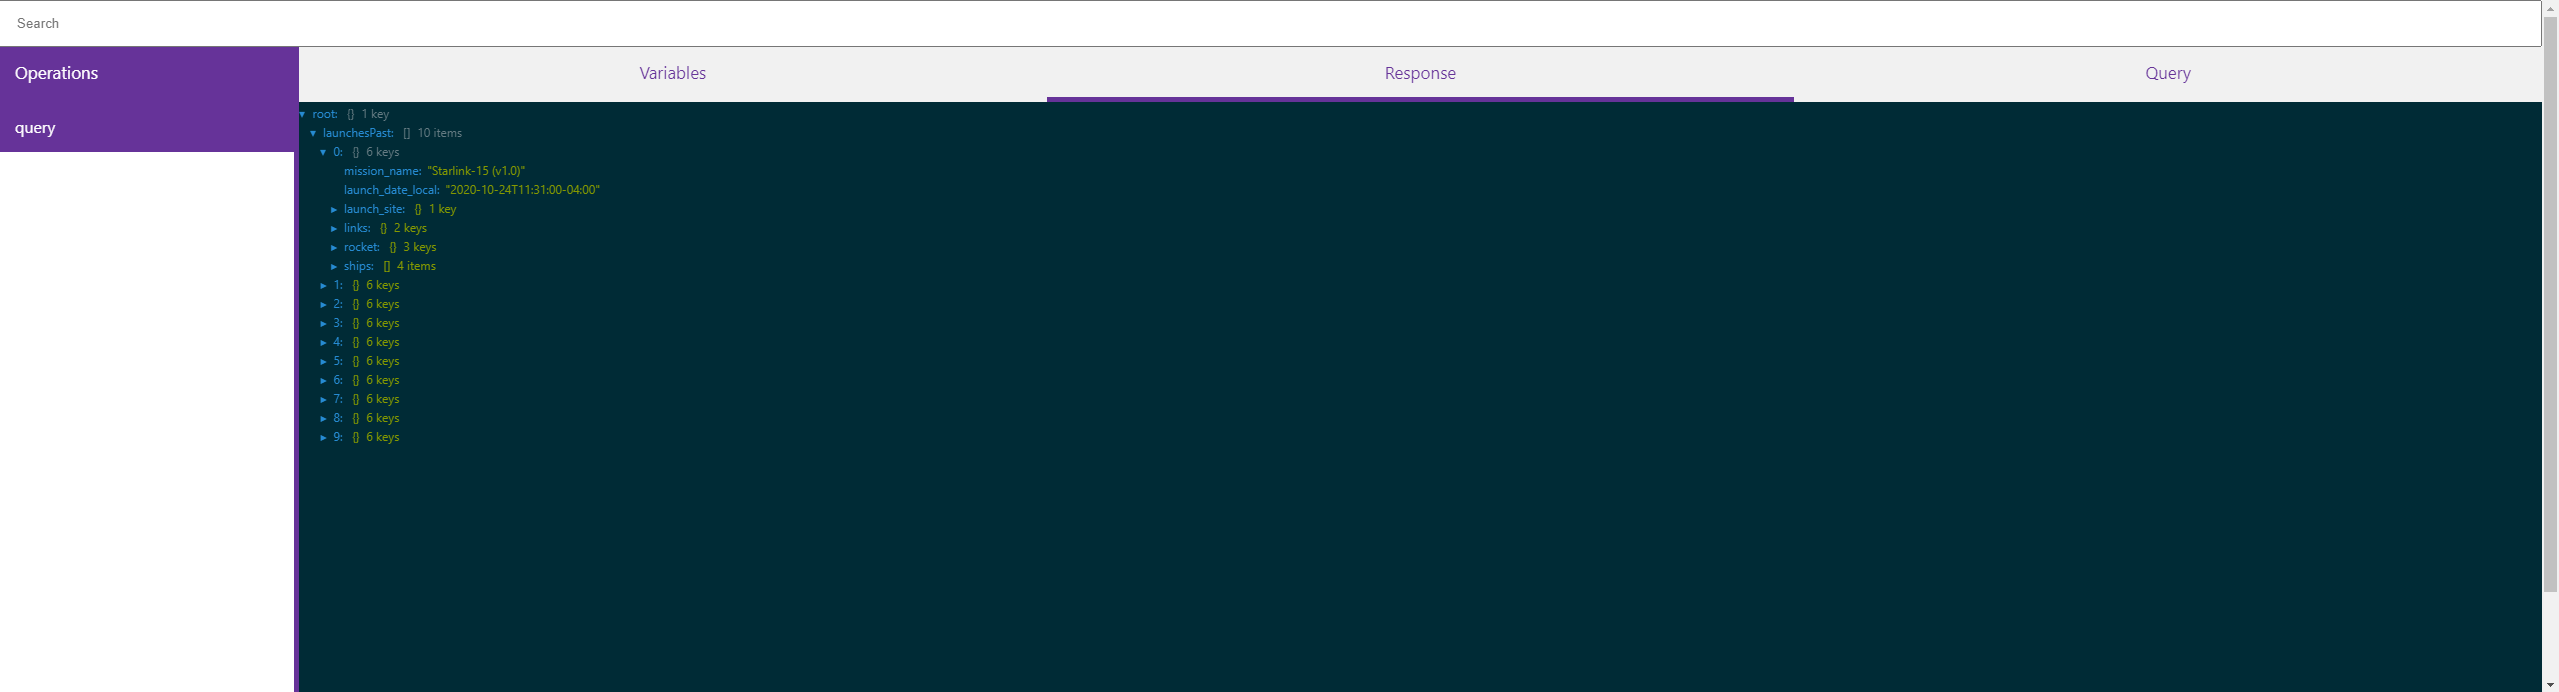 Search
Operations
Variables Response Query
query
root: {} 1 key
launchesPast: [] 10 items
0: {} 6 keys
mission_name: "Starlink-15 (v1.0)"
launch_date_local: "2020-10-24T11:31:00-04:00"
launch_site: {} 1 key
links: {} 2 keys
rocket: {} 3 keys
ships: [] 4 items
1: {} 6 keys
2: {} 6 keys
3: {} 6 keys
4: {} 6 keys
5: {} 6 keys
6: {} 6 keys
7: {} 6 keys
8: {} 6 keys
9: {} 6 keys